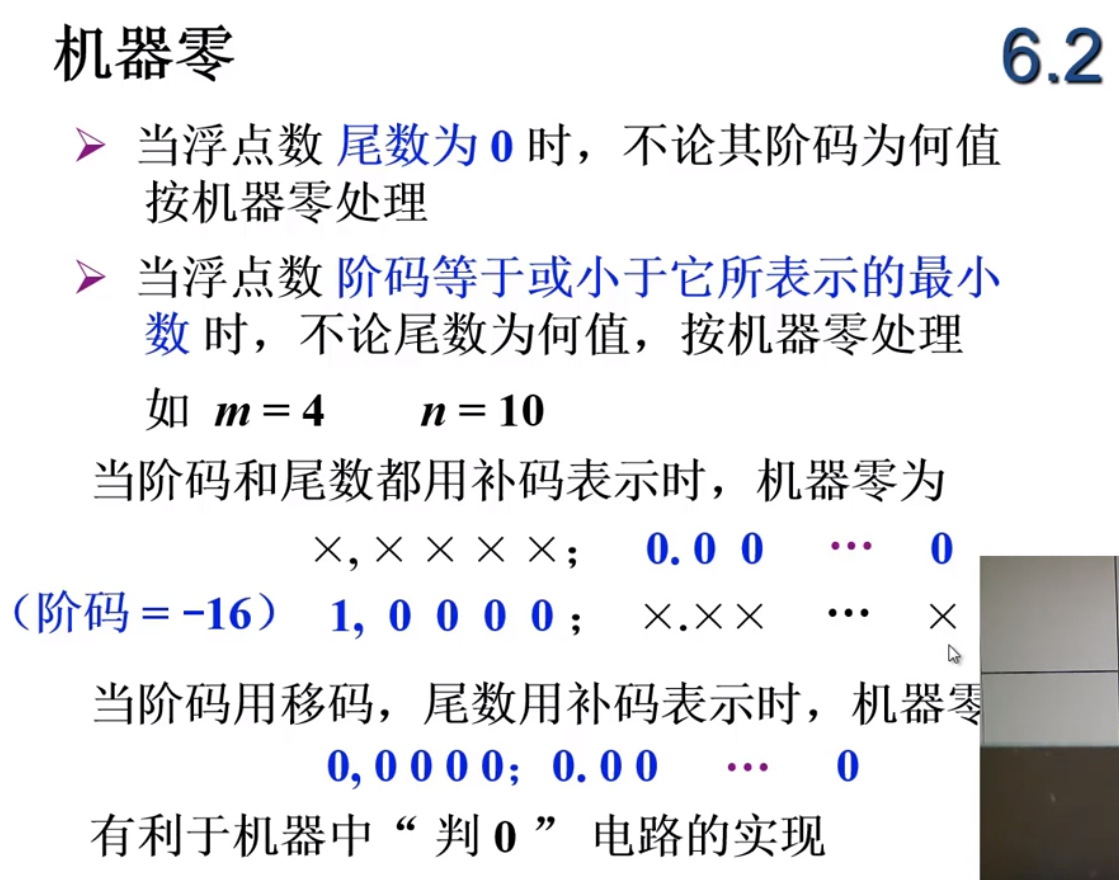 机器零
6.2
➢ 当浮点数 尾数为 0 时，不论其阶码为何值
按机器零处理
➢ 当浮点数 阶码等于或小于它所表示的最小
数 时，不论尾数为何值，按机器零处理
如 m = 4 n = 10
当阶码和尾数都用补码表示时，机器零为
×, × × × ×； 0. 0 0 … 0
（阶码 = -16） 1, 0 0 0 0； ×.×× … ×
当阶码用移码，尾数用补码表示时，机器零
0, 0 0 0 0；0. 0 0 … 0
有利于机器中“ 判 0 ” 电路的实现